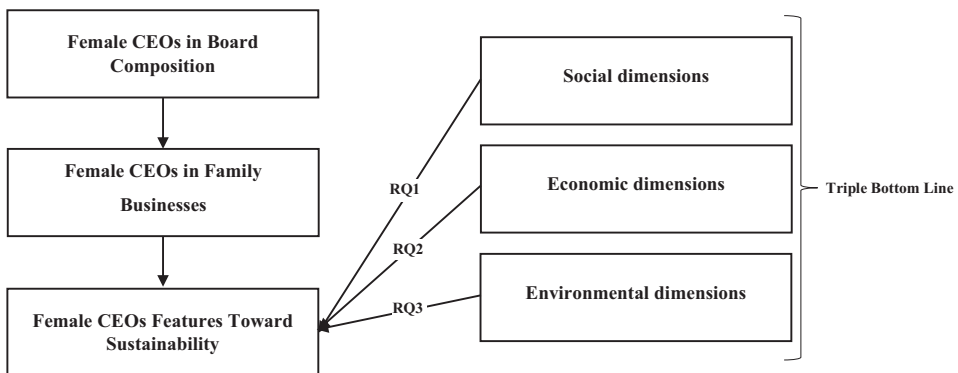 Female CEOs in Board
Composition
Female CEOs in Family
Businesses
Female CEOs Features Toward
Sustainability
RQ1
RQ2
RQ3
Social dimensions
Economic dimensions
Environmental dimensions
Triple Bottom Line